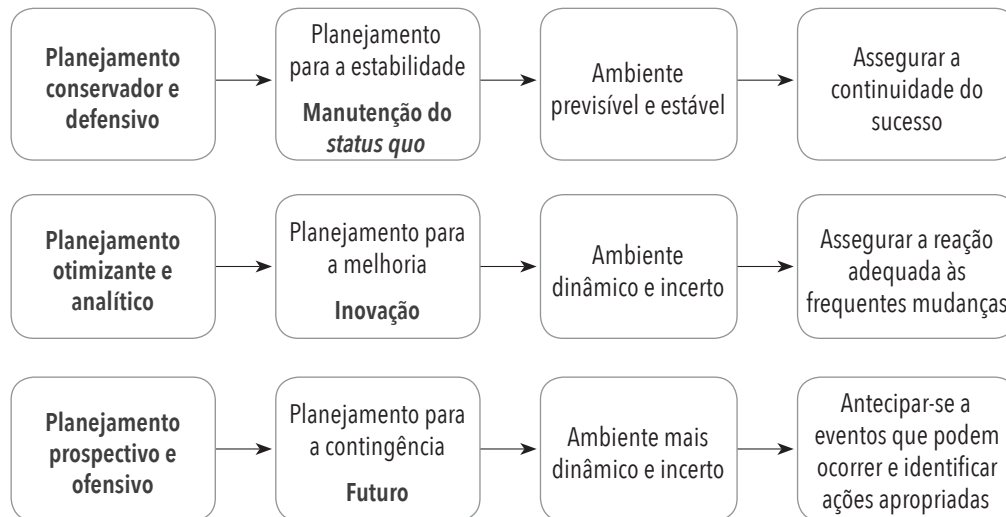 Planejamento
conservador e
defensivo
Planejamento
para a estabilidade
Manutenção do
status quo
Ambiente
previsível e estável
Assegurar a
continuidade do
sucesso
Planejamento
otimizante e
analítico
Planejamento para
a melhoria
Inovação
Ambiente
dinâmico e incerto
Assegurar a reação
adequada às
frequentes mudanças
Planejamento
prospectivo e
ofensivo
Planejamento para
a contingência
Futuro
Ambiente mais
dinâmico e incerto
Antecipar-se a
eventos que podem
ocorrer e identificar
ações apropriadas